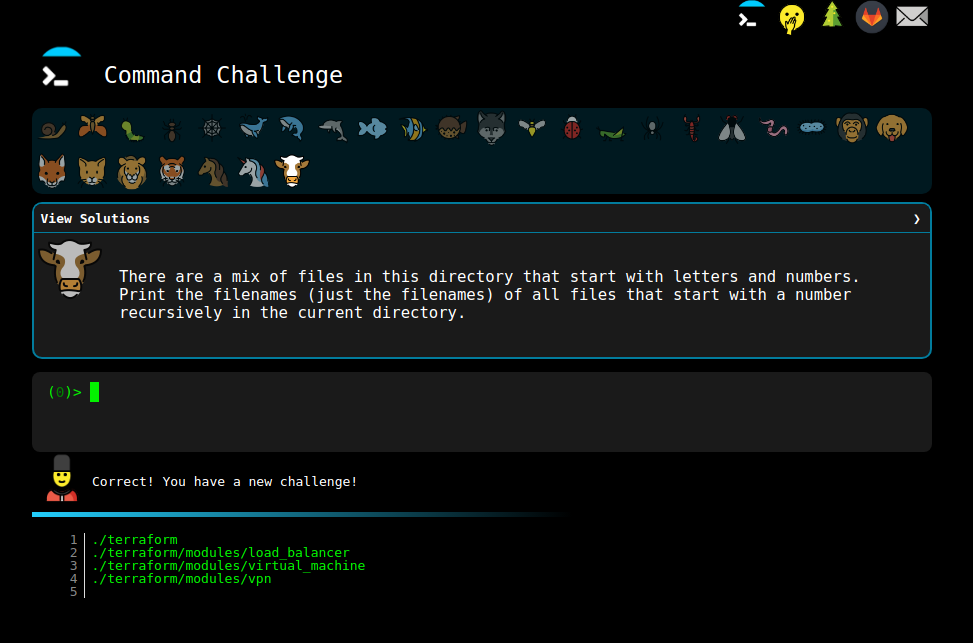 Command Challenge
View Solutions ❯
There are a mix of files in this directory that start with letters and numbers.
Print the filenames (just the filenames) of all files that start with a number
recursively in the current directory.
(0)>
Correct! You have a new challenge!
1 ./terraform
2 ./terraform/modules/load_balancer
3 ./terraform/modules/virtual_machine
4 ./terraform/modules/vpn
5